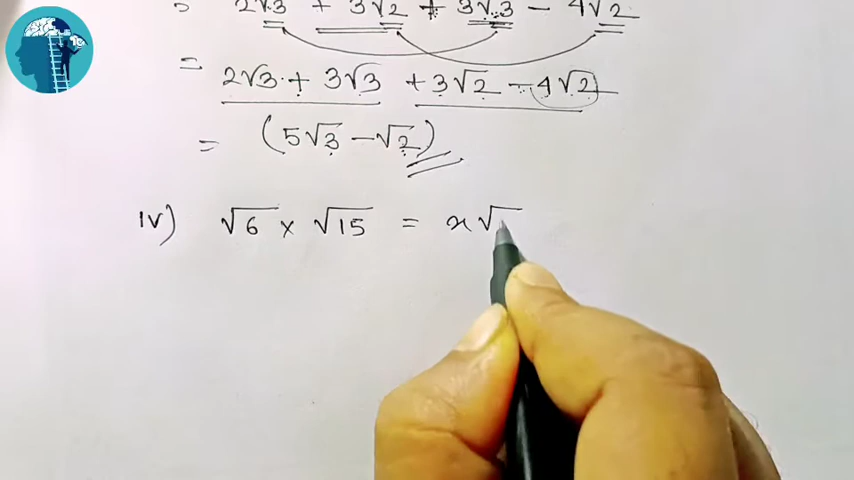 = 2√3 + 3√2 + 3√3 - 4√2
= 2√3 + 3√3 + 3√2 - 4√2
= (5√3 - √2)
iv) √6 × √15 = x√